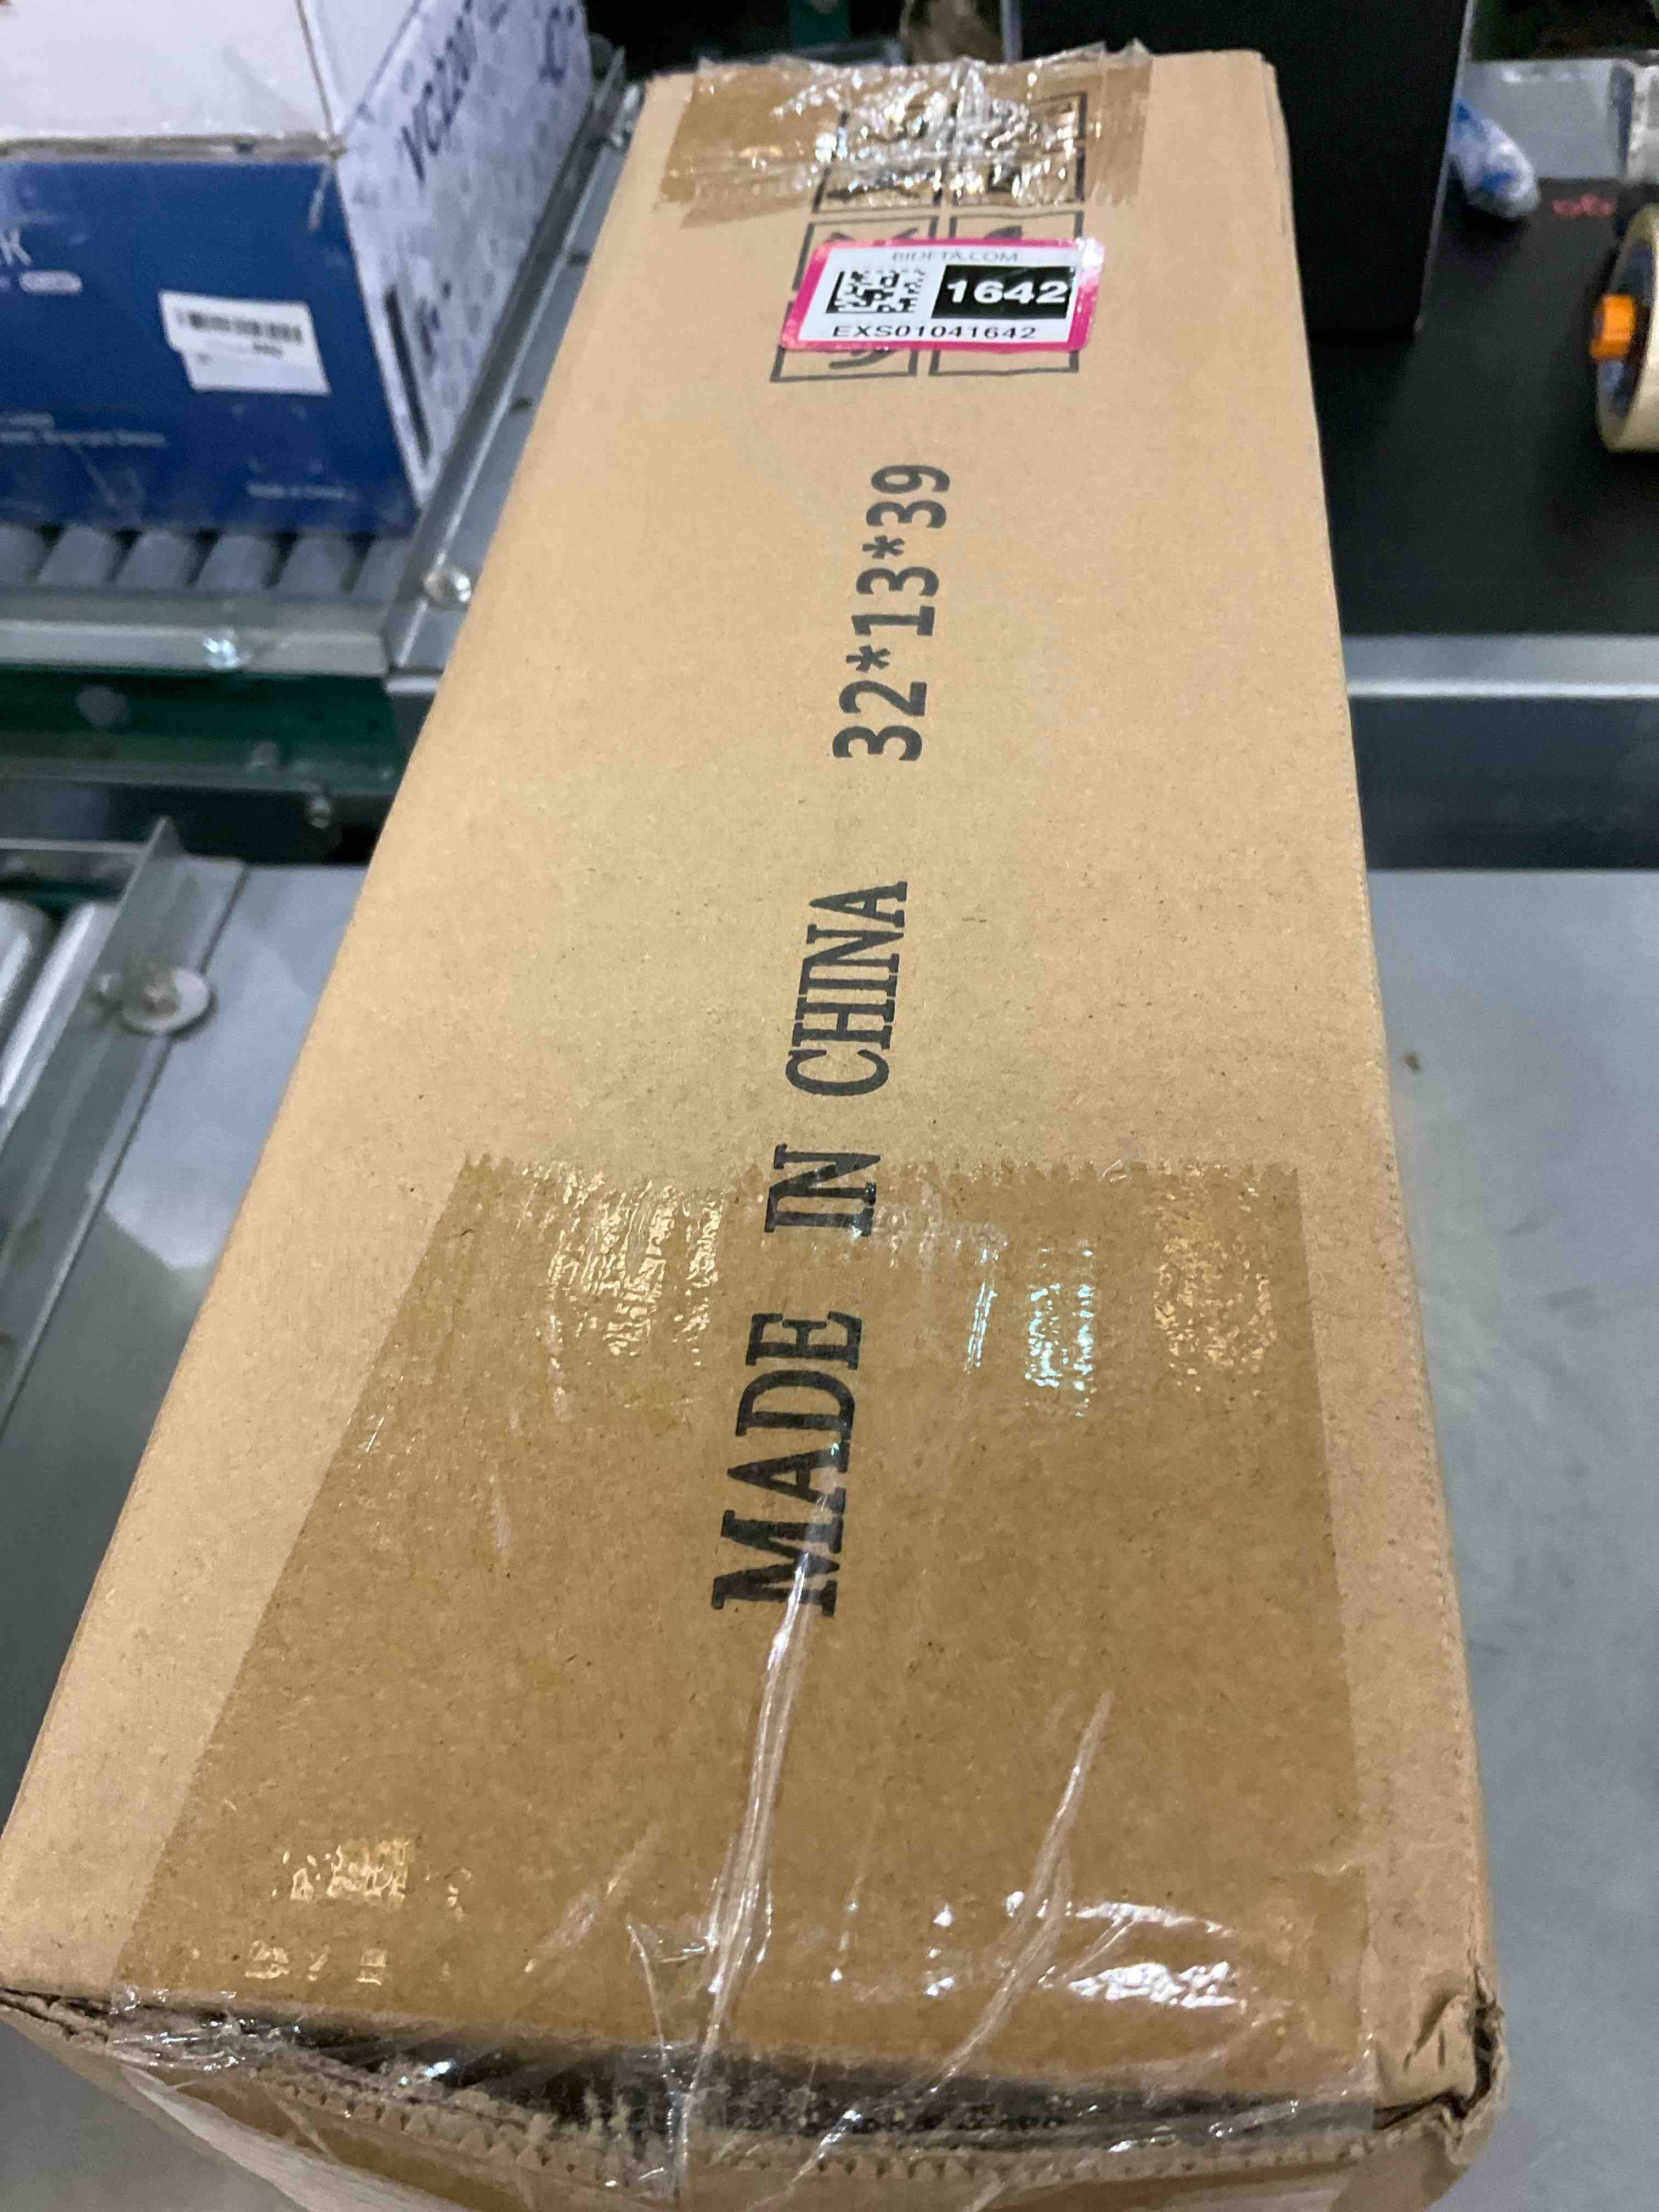 BIDFTA.COM
1642
EXS01041642
MADE IN CHINA 32*13*39